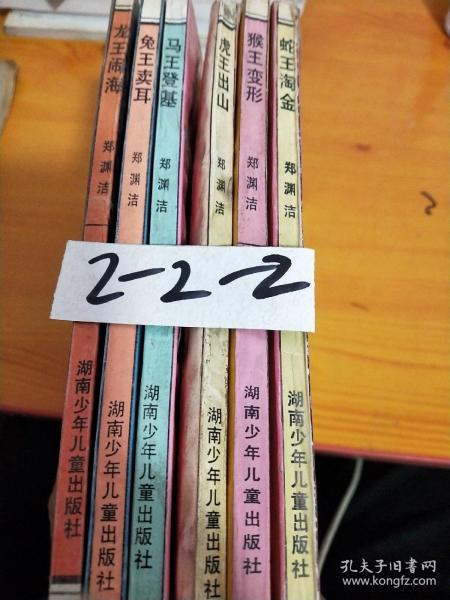 龙王闹海
郑渊洁
湖南少年儿童出版社
兔王卖耳
郑渊洁
湖南少年儿童出版社
马王登基
郑渊洁
湖南少年儿童出版社
虎王出山
郑渊洁
湖南少年儿童出版社
猴王变形
郑渊洁
湖南少年儿童出版社
蛇王淘金
郑渊洁
湖南少年儿童出版社
2-2-2
孔夫子旧书网
www.kongfz.com